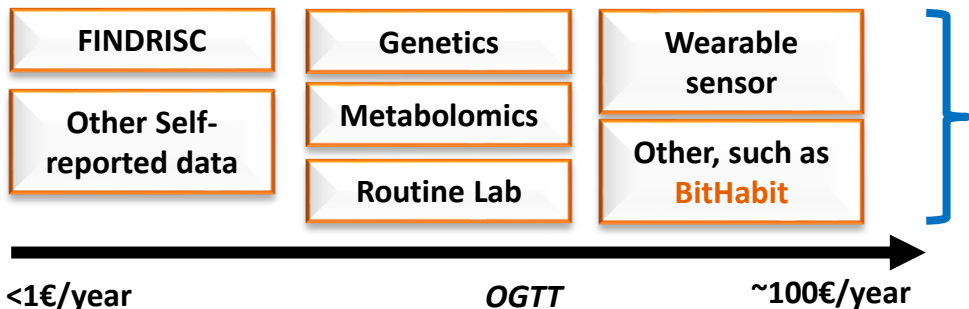 FINDRISC
Other Self-
reported data
Genetics
Metabolomics
Routine Lab
Wearable
sensor
Other, such as
BitHabit
<1€/year
OGTT
~100€/year